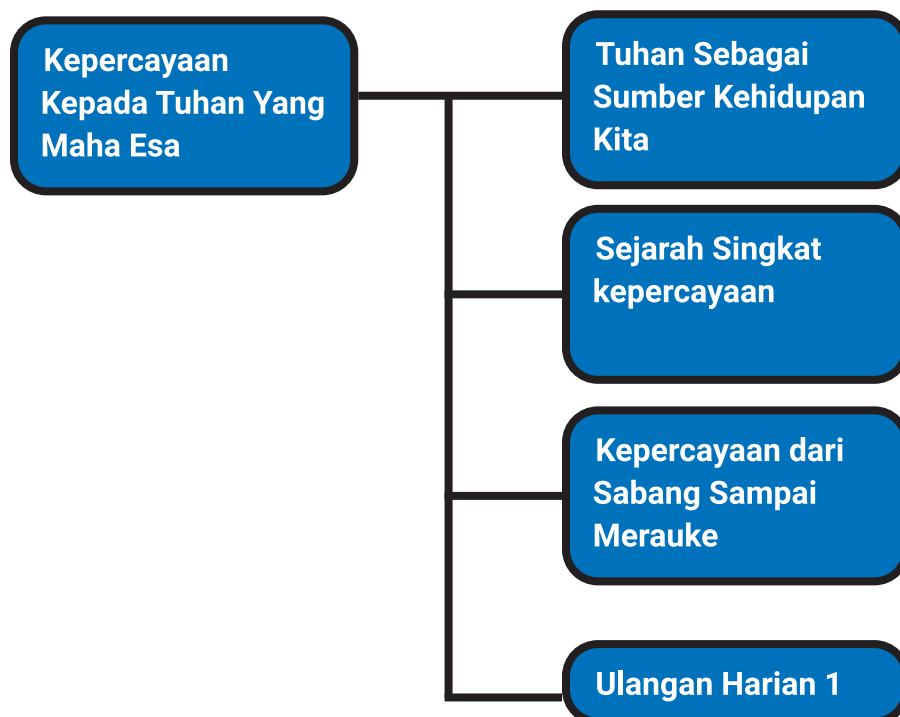 Kepercayaan
Kepada Tuhan Yang
Maha Esa
Tuhan Sebagai
Sumber Kehidupan
Kita
Sejarah Singkat
kepercayaan
Kepercayaan dari
Sabang Sampai
Merauke
Ulangan Harian 1